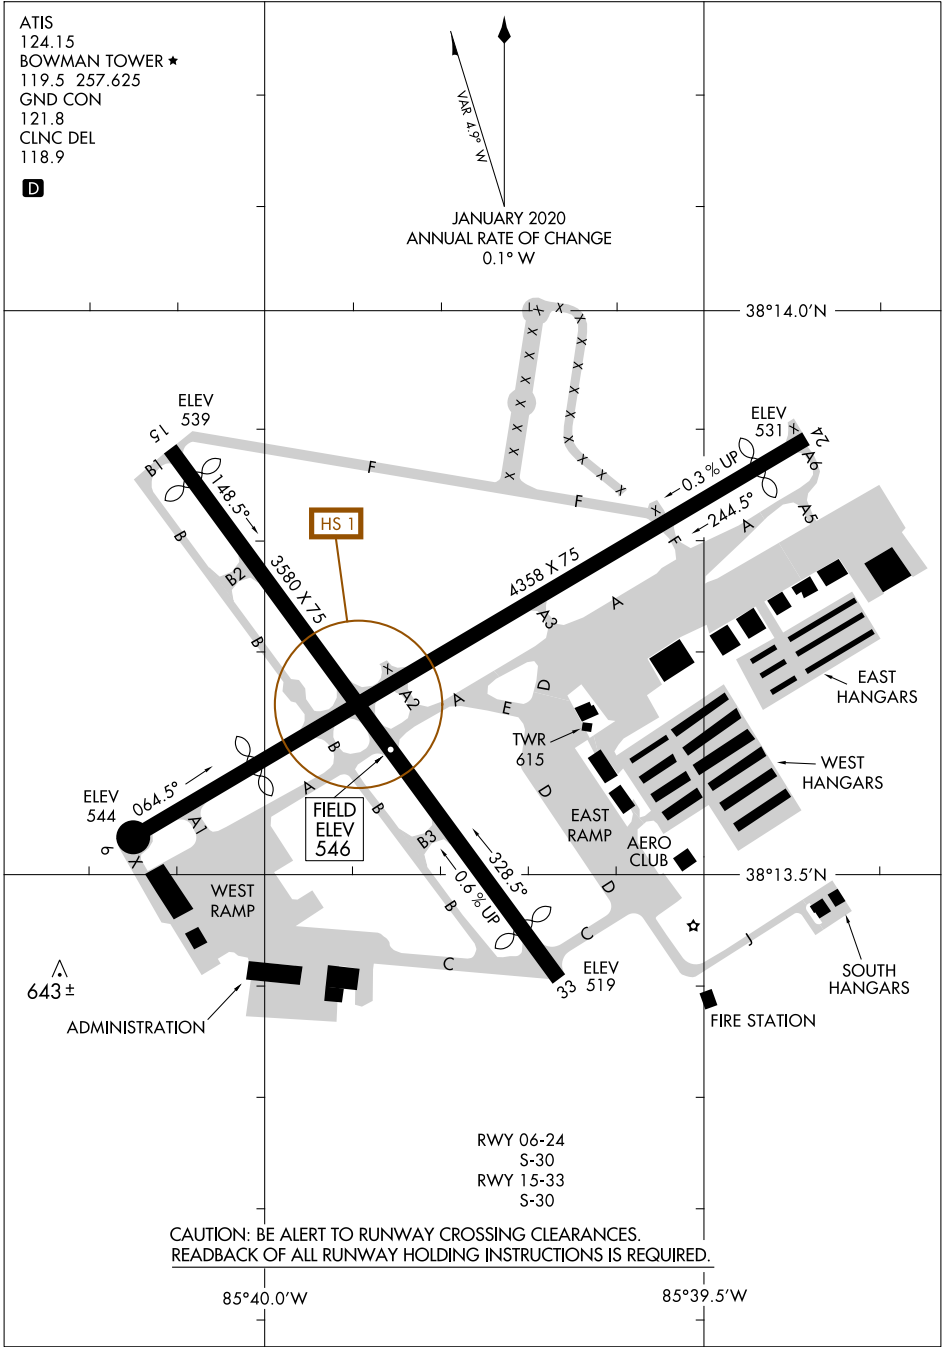 ATIS
124.15
BOWMAN TOWER ★
119.5 257.625
GND CON
121.8
CLNC DEL
118.9
D
VAR 4.9° W
JANUARY 2020
ANNUAL RATE OF CHANGE
0.1° W
38°14.0'N
X X X X X X X X X X X X X X X X X
ELEV
539
15
B1
148.5°
F
F
ELEV
531
X
24
A6
0.3 % UP
244.5°
X
F
A
A5
HS 1
B
B2
3580 X 75
4358 X 75
A3
A
B
X
A2
A
E
D
EAST
HANGARS
TWR
615
WEST
HANGARS
B
A
064.5°
ELEV
544
6
X
A1
FIELD
ELEV
546
B
B3
D
EAST
RAMP
AERO
CLUB
38°13.5'N
WEST
RAMP
328.5°
0.6 % UP
B
D
C
C
J
ELEV
519
33
SOUTH
HANGARS
643 ±
ADMINISTRATION
FIRE STATION
RWY 06-24
S-30
RWY 15-33
S-30
CAUTION: BE ALERT TO RUNWAY CROSSING CLEARANCES.
READBACK OF ALL RUNWAY HOLDING INSTRUCTIONS IS REQUIRED.
85°40.0'W
85°39.5'W